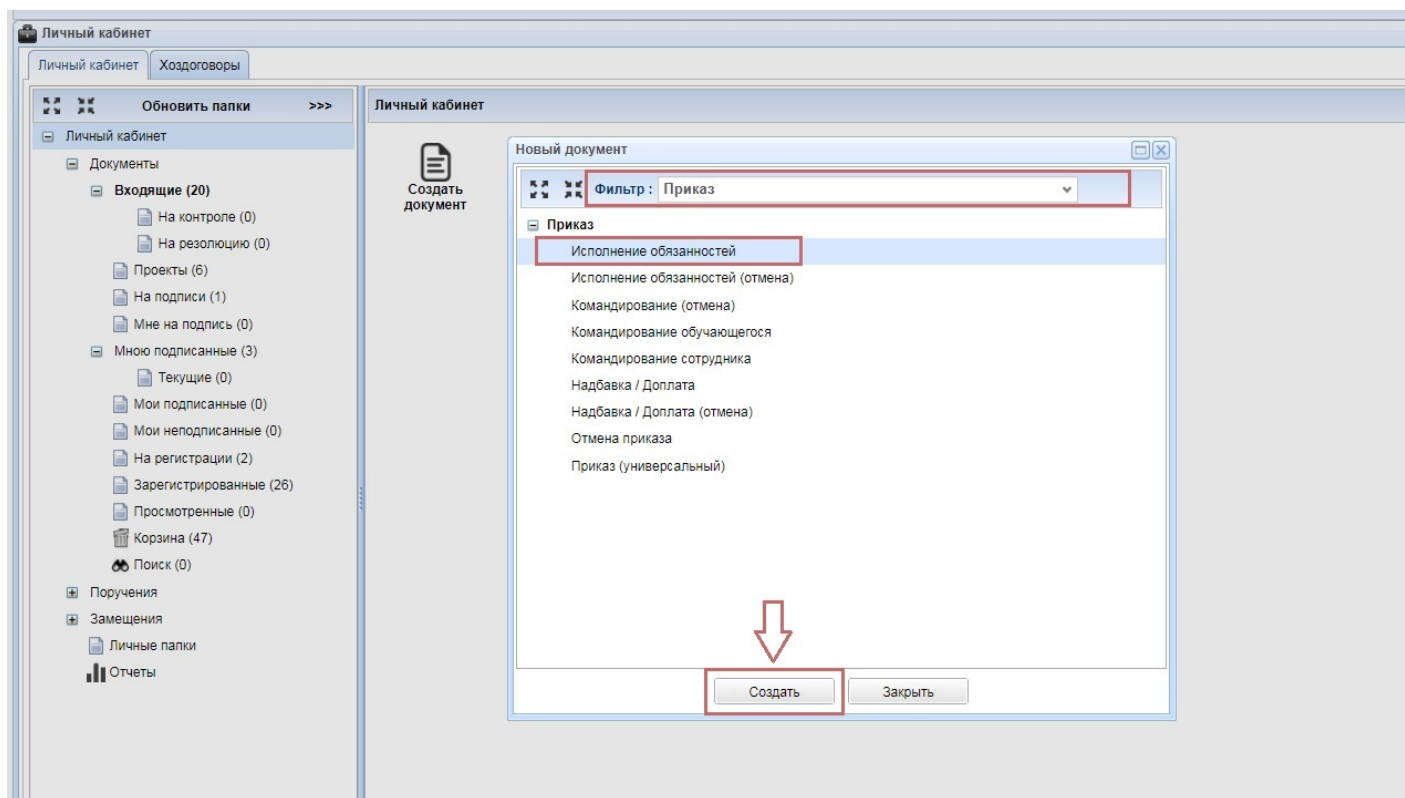 Личный кабинет
Личный кабинет
Хоздоговоры
Обновить папки >>>
Личный кабинет
Документы
Входящие (20)
На контроле (0)
На резолюцию (0)
Проекты (6)
На подписи (1)
Мне на подпись (0)
Мною подписанные (3)
Текущие (0)
Мои подписанные (0)
Мои неподписанные (0)
На регистрации (2)
Зарегистрированные (26)
Просмотренные (0)
Корзина (47)
Поиск (0)
Поручения
Замещения
Личные папки
Отчеты
Личный кабинет
Создать
документ
Новый документ
Фильтр : Приказ
Приказ
Исполнение обязанностей
Исполнение обязанностей (отмена)
Командирование (отмена)
Командирование обучающегося
Командирование сотрудника
Надбавка / Доплата
Надбавка / Доплата (отмена)
Отмена приказа
Приказ (универсальный)
Создать
Закрыть